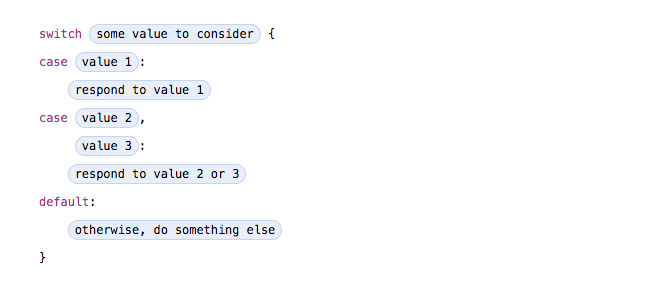 switch some value to consider {
case value 1:
respond to value 1
case value 2,
value 3:
respond to value 2 or 3
default:
otherwise, do something else
}